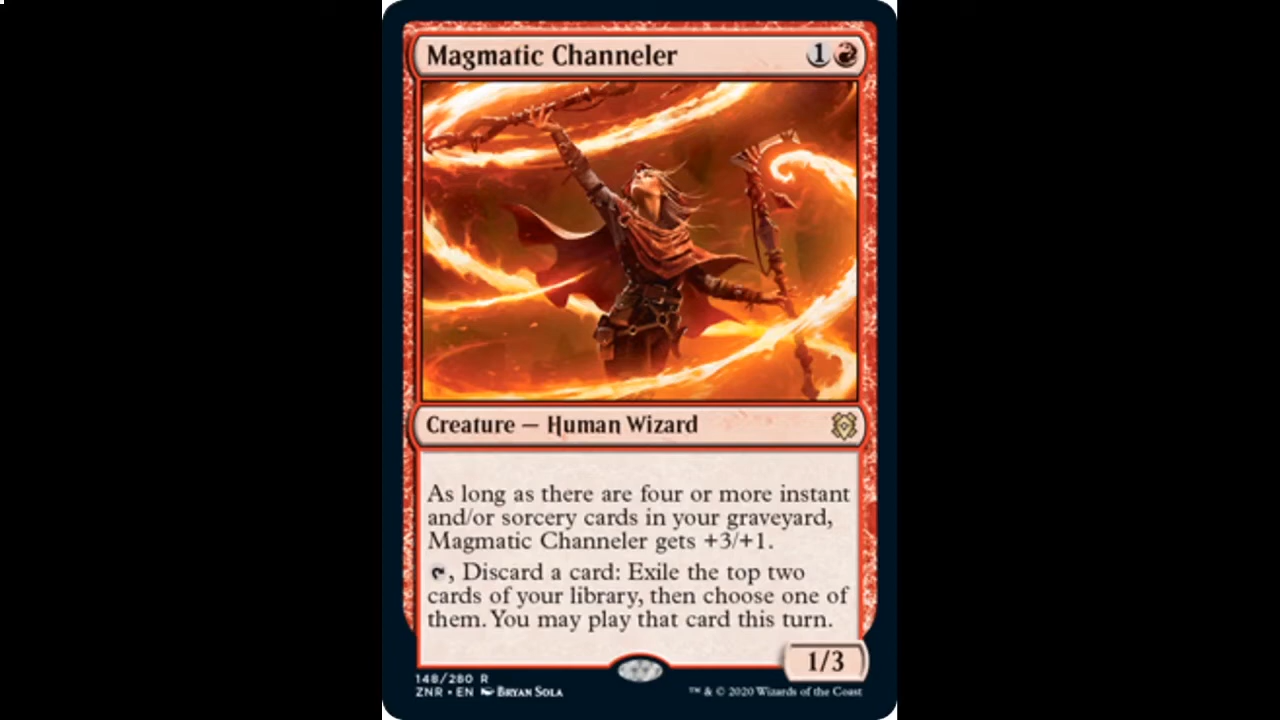 Magmatic Channeler 1
Creature — Human Wizard
As long as there are four or more instant
and/or sorcery cards in your graveyard,
Magmatic Channeler gets +3/+1.
, Discard a card: Exile the top two
cards of your library, then choose one of
them. You may play that card this turn.
1/3
148/280 R
ZNR • EN Bryan Sola
™ & © 2020 Wizards of the Coast